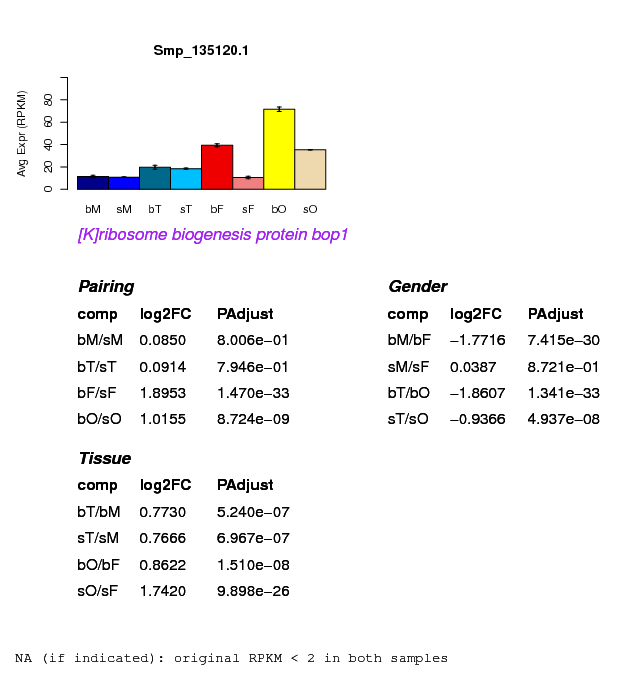 Smp_135120.1
Avg Expr (RPKM)
0 20 40 60 80
bM sM bT sT bF sF bO sO
[K]ribosome biogenesis protein bop1
Pairing
comp log2FC PAdjust
bM/sM 0.0850 8.006e−01
bT/sT 0.0914 7.946e−01
bF/sF 1.8953 1.470e−33
bO/sO 1.0155 8.724e−09
Gender
comp log2FC PAdjust
bM/bF −1.7716 7.415e−30
sM/sF 0.0387 8.721e−01
bT/bO −1.8607 1.341e−33
sT/sO −0.9366 4.937e−08
Tissue
comp log2FC PAdjust
bT/bM 0.7730 5.240e−07
sT/sM 0.7666 6.967e−07
bO/bF 0.8622 1.510e−08
sO/sF 1.7420 9.898e−26
NA (if indicated): original RPKM < 2 in both samples